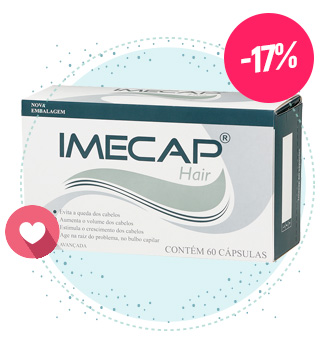 -17%
NOVA
EMBALAGEM
IMECAP®
Hair
Evita a queda dos cabelos
Aumenta o volume dos cabelos
Estimula o crescimento dos cabelos
Age na raiz do problema, no bulbo capilar
AVANÇADA
CONTÉM 60 CÁPSULAS